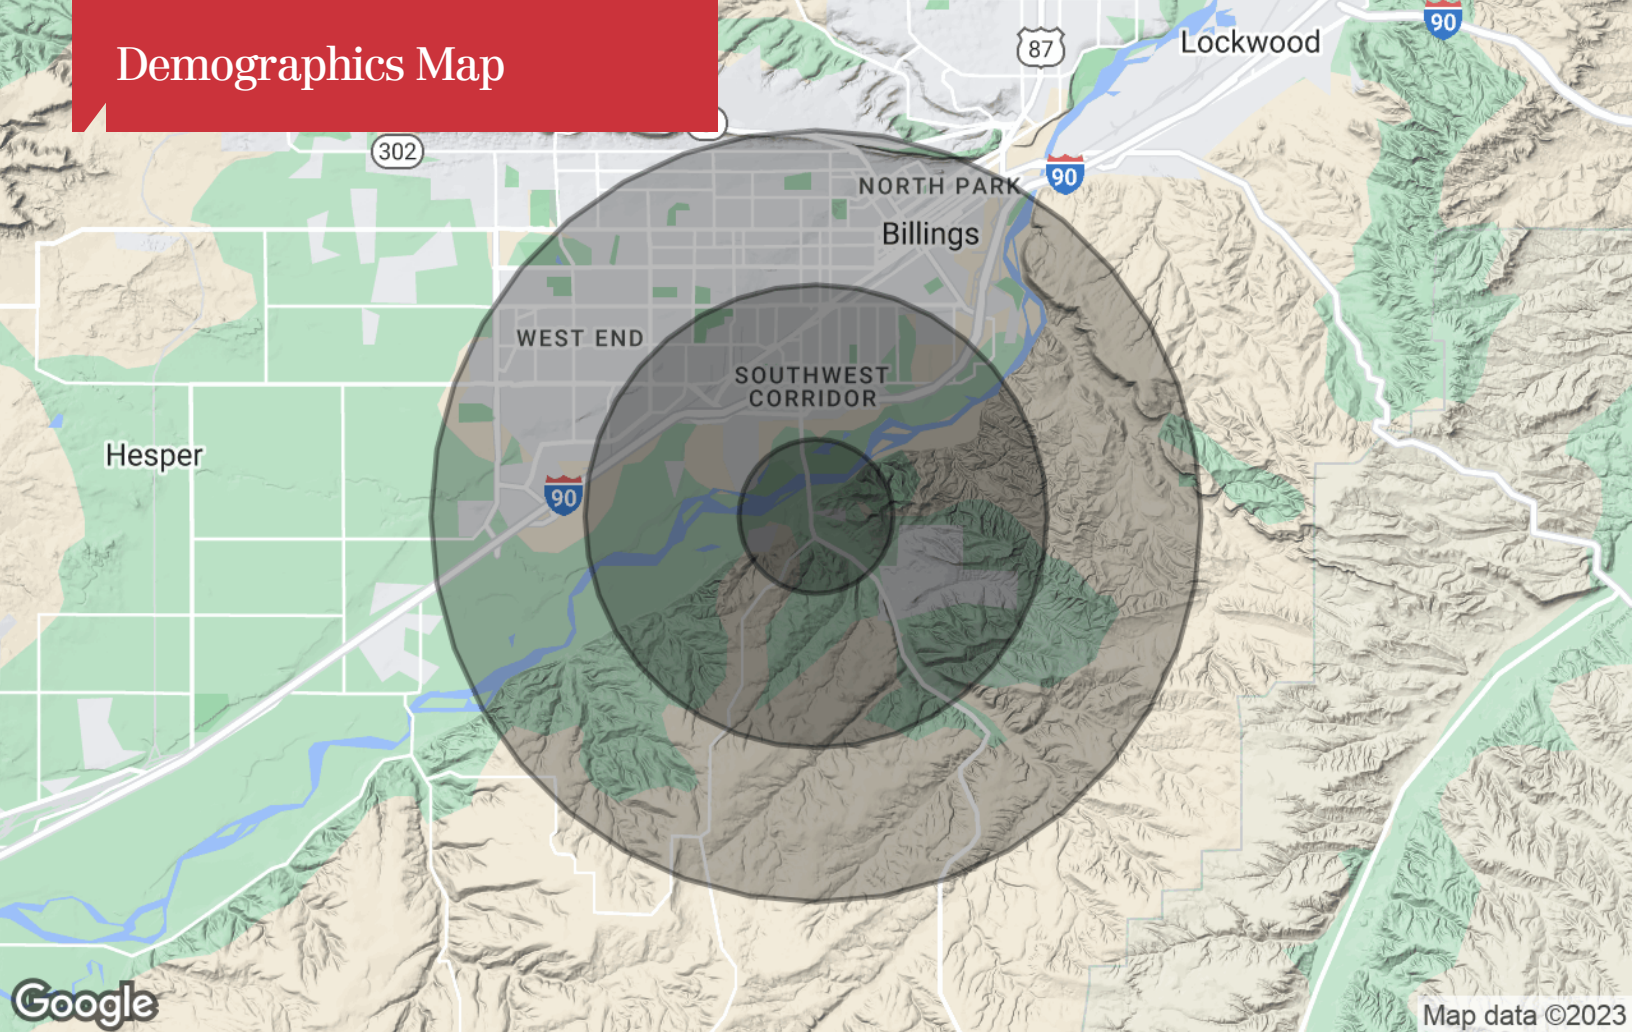 Demographics Map
87
Lockwood
90
302
90
NORTH PARK
Billings
WEST END
SOUTHWEST
CORRIDOR
Hesper
90
Google
Map data ©2023